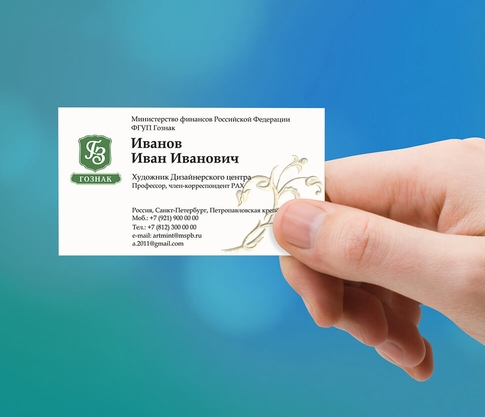 Министерство финансов Российской Федерации
ФГУП Гознак
Иванов
Иван Иванович
ГОЗНАК
Художник Дизайнерского центра
Профессор, член-корреспондент РАХ
Россия, Санкт-Петербург, Петропавловская
Моб.: +7 (921) 900 00 00
Тел.: +7 (812) 300 00 00
e-mail: artmint@mspb.ru
a.2011@gmail.com